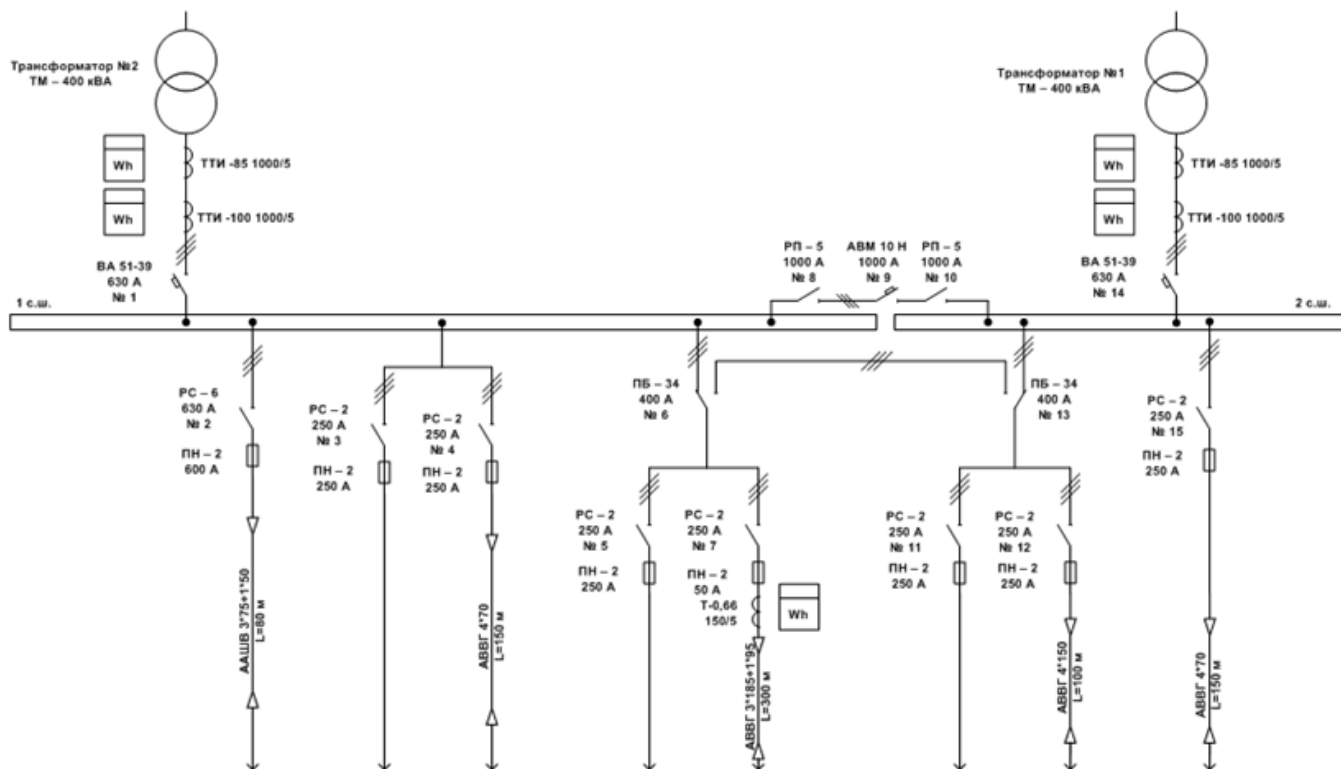 Трансформатор №2
ТМ – 400 кВА
Трансформатор №1
ТМ – 400 кВА
Wh
ТТИ -85 1000/5
Wh
ТТИ -100 1000/5
Wh
ТТИ -85 1000/5
Wh
ТТИ -100 1000/5
ВА 51-39
630 А
№ 1
РП – 5
1000 А
№ 8
АВМ 10 Н
1000 А
№ 9
РП – 5
1000 А
№ 10
ВА 51-39
630 А
№ 14
1 с.ш.
2 с.ш.
РС – 6
630 А
№ 2
ПН – 2
600 А
РС – 2
250 А
№ 3
ПН – 2
250 А
РС – 2
250 А
№ 4
ПН – 2
250 А
ПБ – 34
400 А
№ 6
ПБ – 34
400 А
№ 13
РС – 2
250 А
№ 15
ПН – 2
250 А
РС – 2
250 А
№ 5
ПН – 2
250 А
РС – 2
250 А
№ 7
ПН – 2
50 А
Т-0,66
150/5
Wh
РС – 2
250 А
№ 11
ПН – 2
250 А
РС – 2
250 А
№ 12
ПН – 2
250 А
ААШВ 3*75+1*50
L=80 м
АВВГ 4*70
L=150 м
АВВГ 3*185+1*95
L=300 м
АВВГ 4*150
L=100 м
АВВГ 4*70
L=150 м